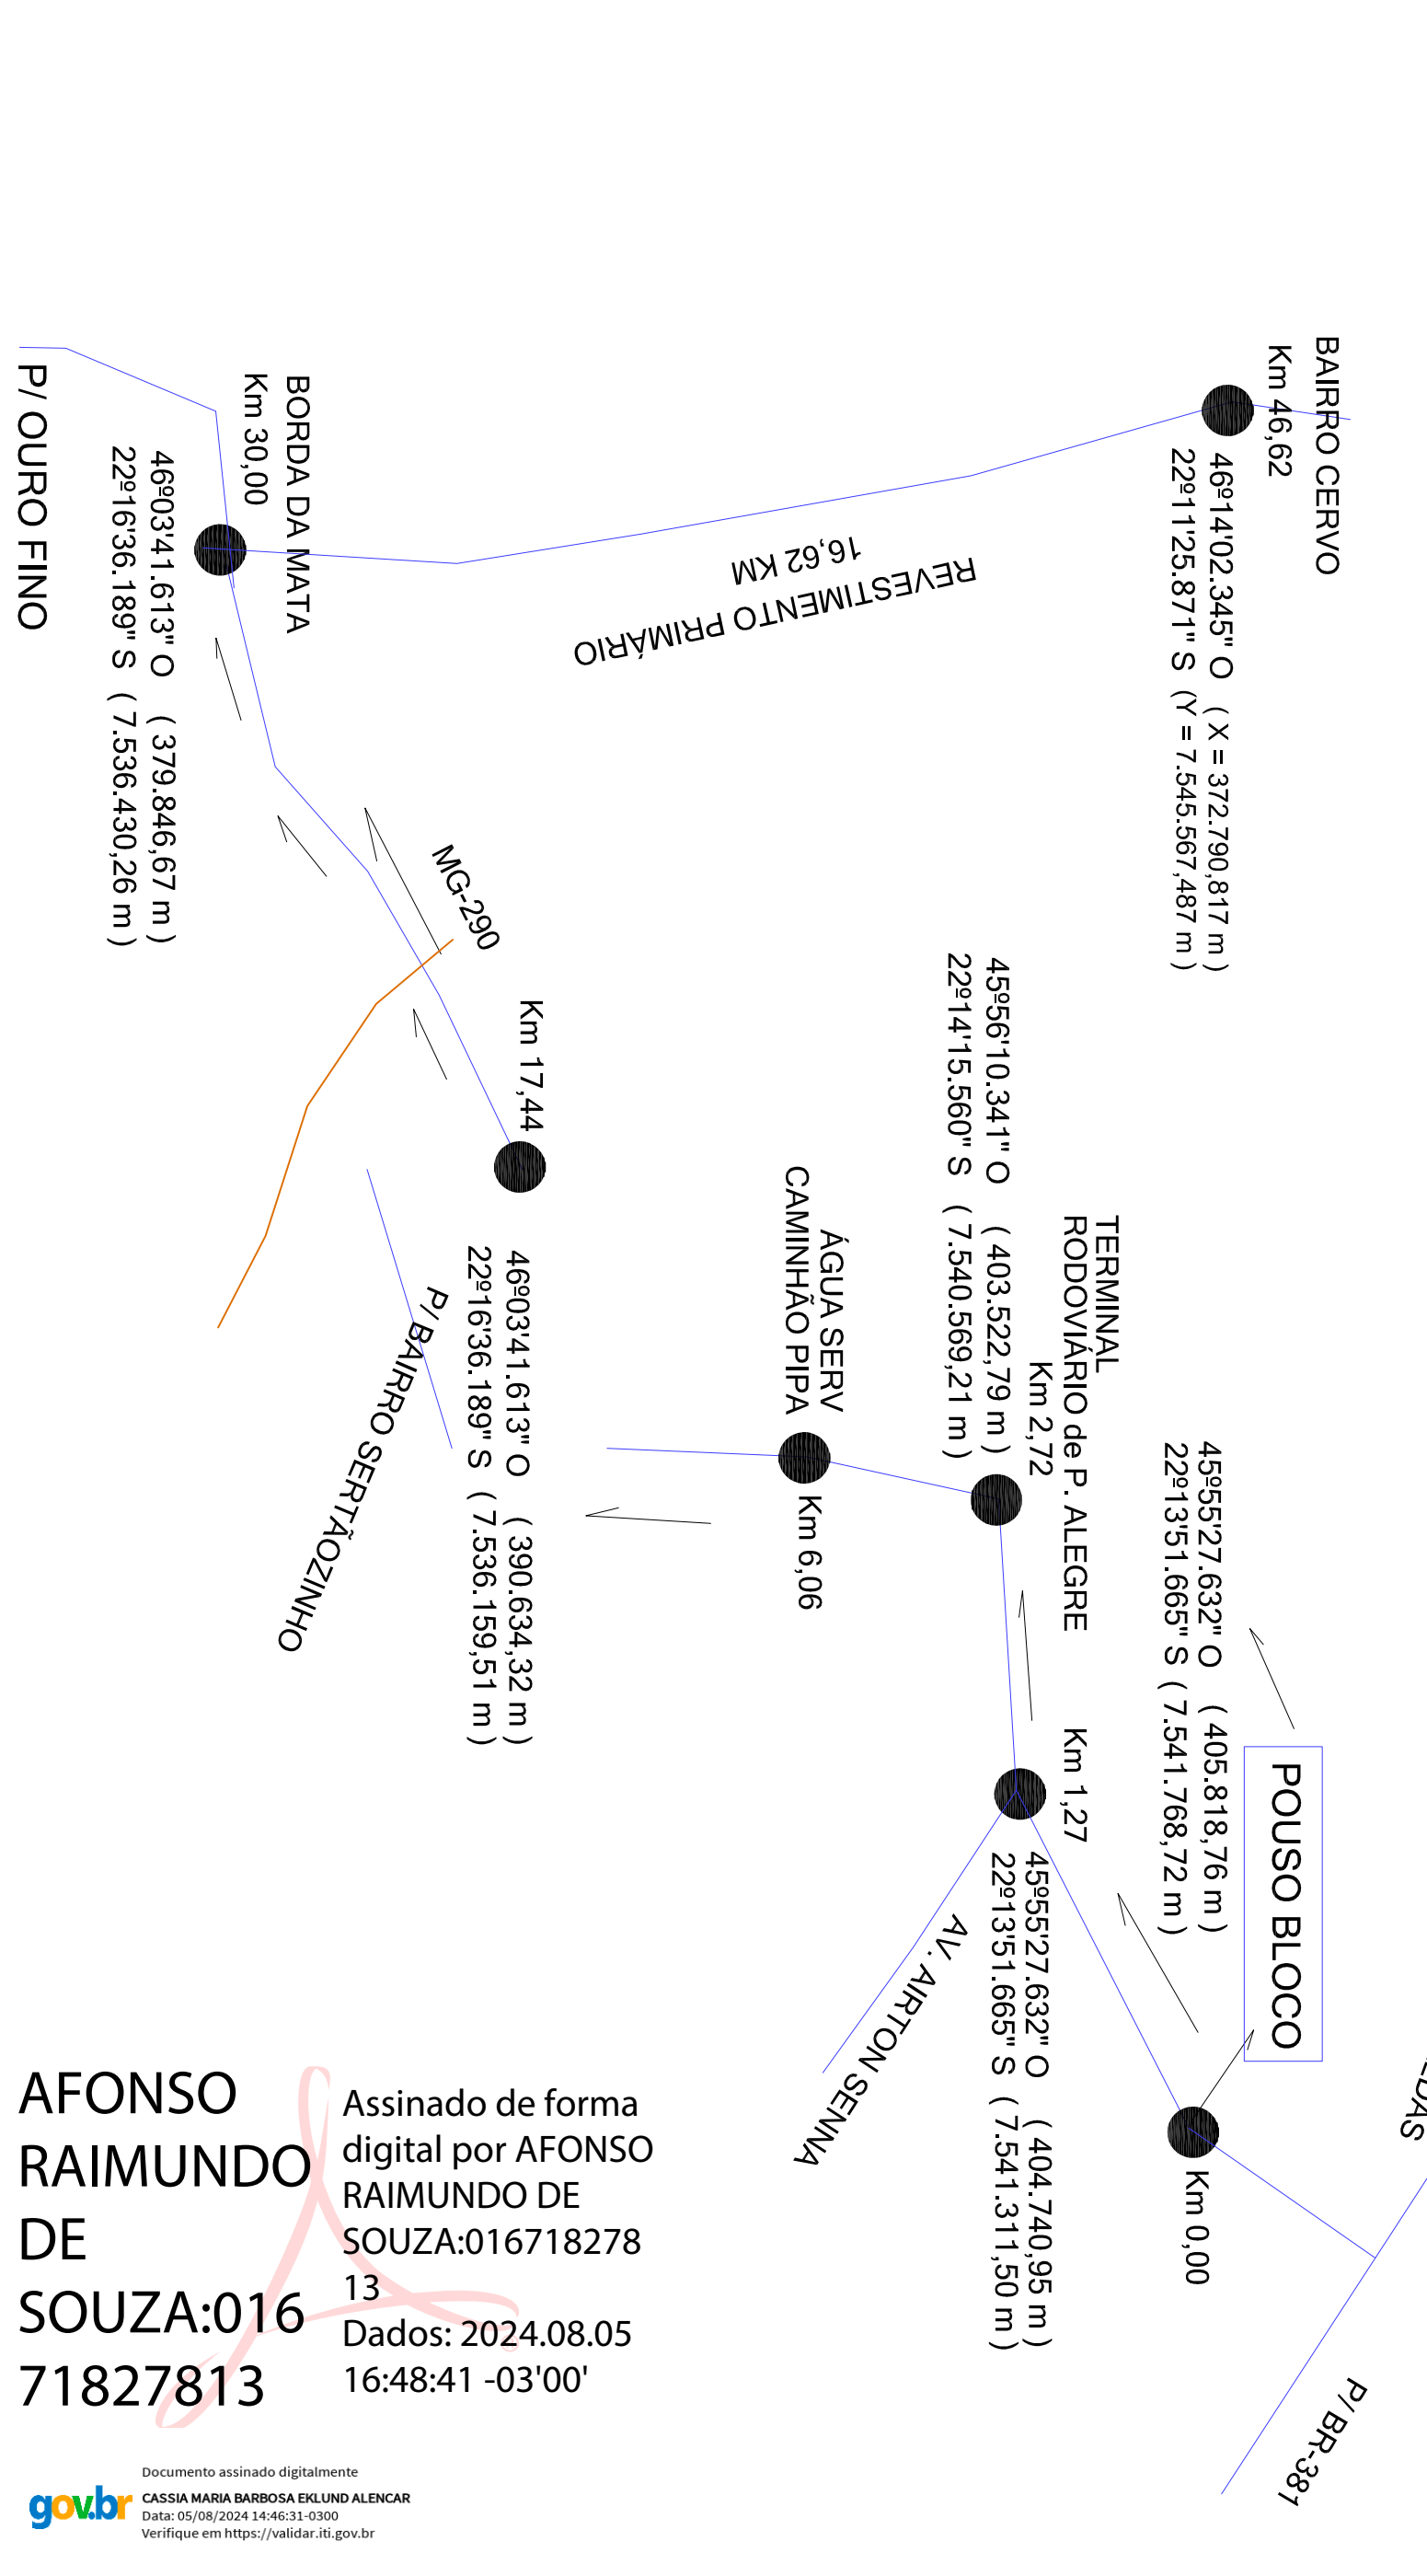 BAIRRO CERVO
Km 46,62
46º14'02.345" O ( X = 372.790,817 m )
22º11'25.871" S (Y = 7.545.567,487 m )
REVESTIMENTO PRIMÁRIO
16,62 KM
BORDA DA MATA
Km 30,00
46º03'41.613" O ( 379.846,67 m )
22º16'36.189" S ( 7.536.430,26 m )
P/ OURO FINO
MG-290
Km 17,44
46º03'41.613" O ( 390.634,32 m )
22º16'36.189" S ( 7.536.159,51 m )
P/ BAIRRO SERTÃOZINHO
ÁGUA SERV
CAMINHÃO PIPA
Km 6,06
TERMINAL
RODOVIÁRIO de P. ALEGRE
Km 2,72
45º56'10.341" O ( 403.522,79 m )
22º14'15.560" S ( 7.540.569,21 m )
Km 1,27
45º55'27.632" O ( 404.740,95 m )
22º13'51.665" S ( 7.541.311,50 m )
AV. AIRTON SENNA
POUSO BLOCO
45º55'27.632" O ( 405.818,76 m )
22º13'51.665" S ( 7.541.768,72 m )
Km 0,00
P/ BR-381
AFONSO
RAIMUNDO
DE
SOUZA:016
71827813
Assinado de forma
digital por AFONSO
RAIMUNDO DE
SOUZA:016718278
13
Dados: 2024.08.05
16:48:41 -03'00'
gov.br
Documento assinado digitalmente
CASSIA MARIA BARBOSA EKLUND ALENCAR
Data: 05/08/2024 14:46:31-0300
Verifique em https://validar.iti.gov.br